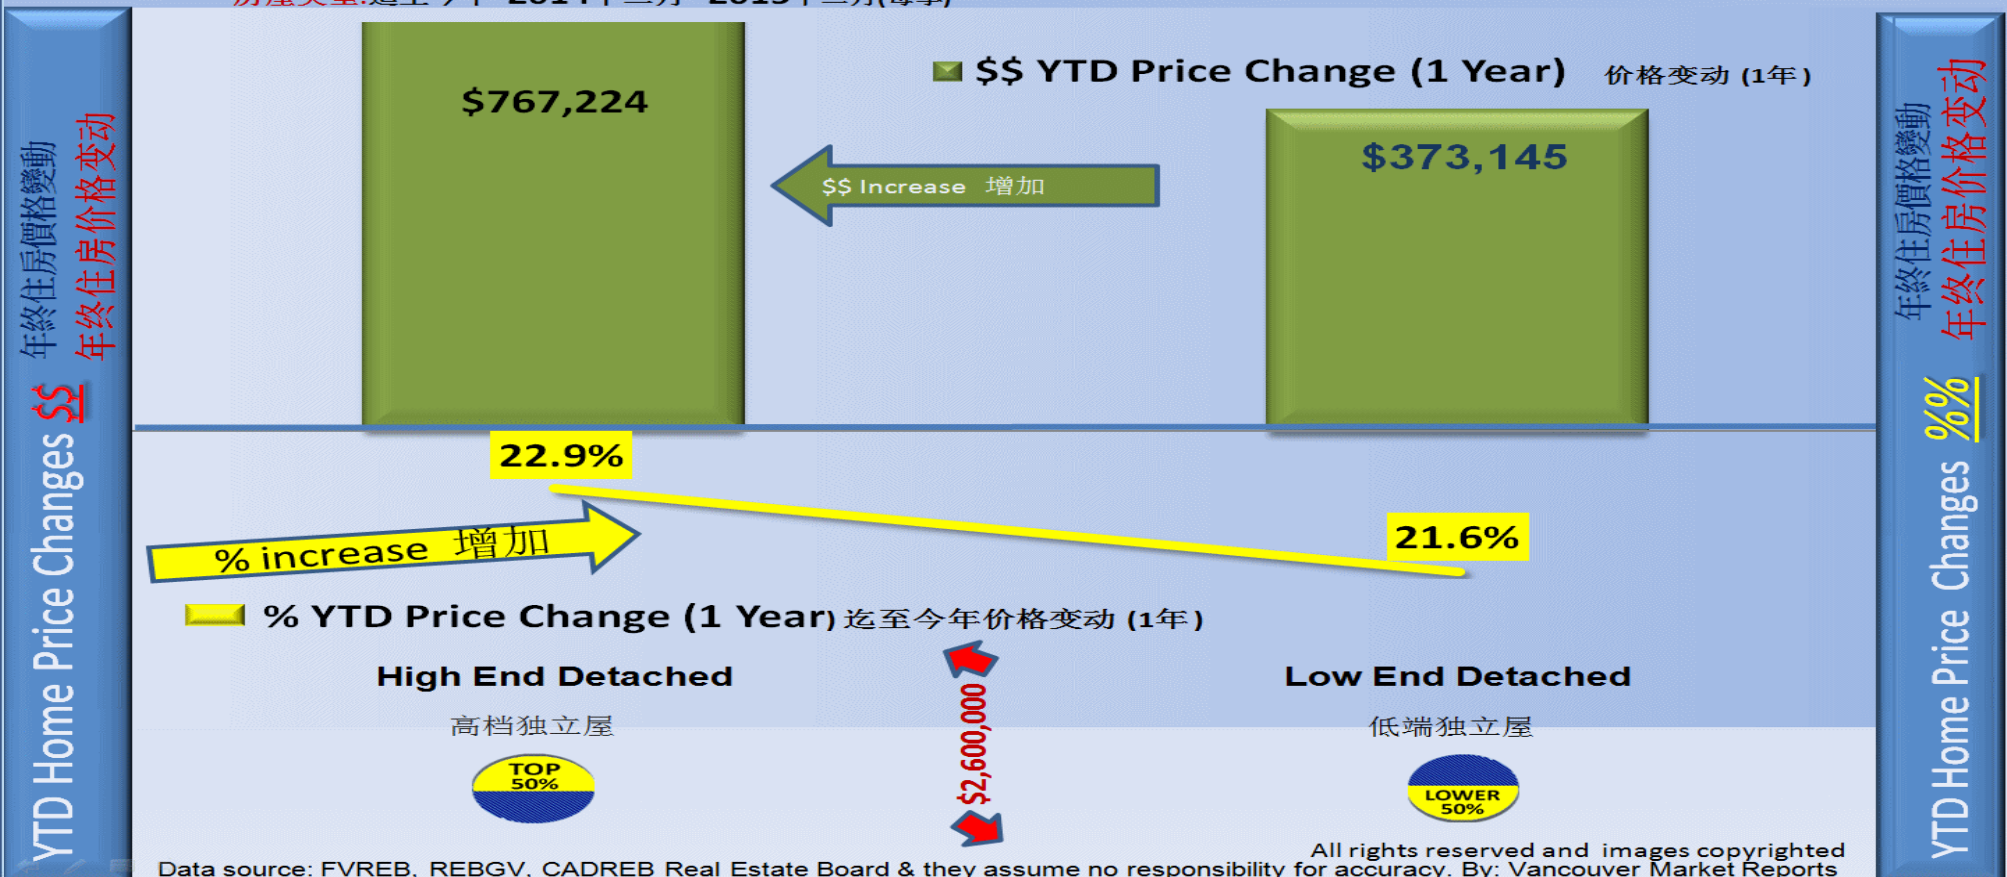 $$ YTD Price Change (1 Year) 价格变动 (1年)
$767,224
$373,145
$$ Increase 增加
22.9%
21.6%
% increase 增加
% YTD Price Change (1 Year) 迄至今年价格变动 (1年)
High End Detached
高档独立屋
TOP
50%
$2,600,000
Low End Detached
低端独立屋
LOWER
50%
All rights reserved and images copyrighted
Data source: FVREB, REBGV, CADREB Real Estate Board & they assume no responsibility for accuracy. By: Vancouver Market Reports
YTD Home Price Changes $$
年終住房價格變動
年终住房价格变动
YTD Home Price Changes %%
年終住房價格變動
年终住房价格变动